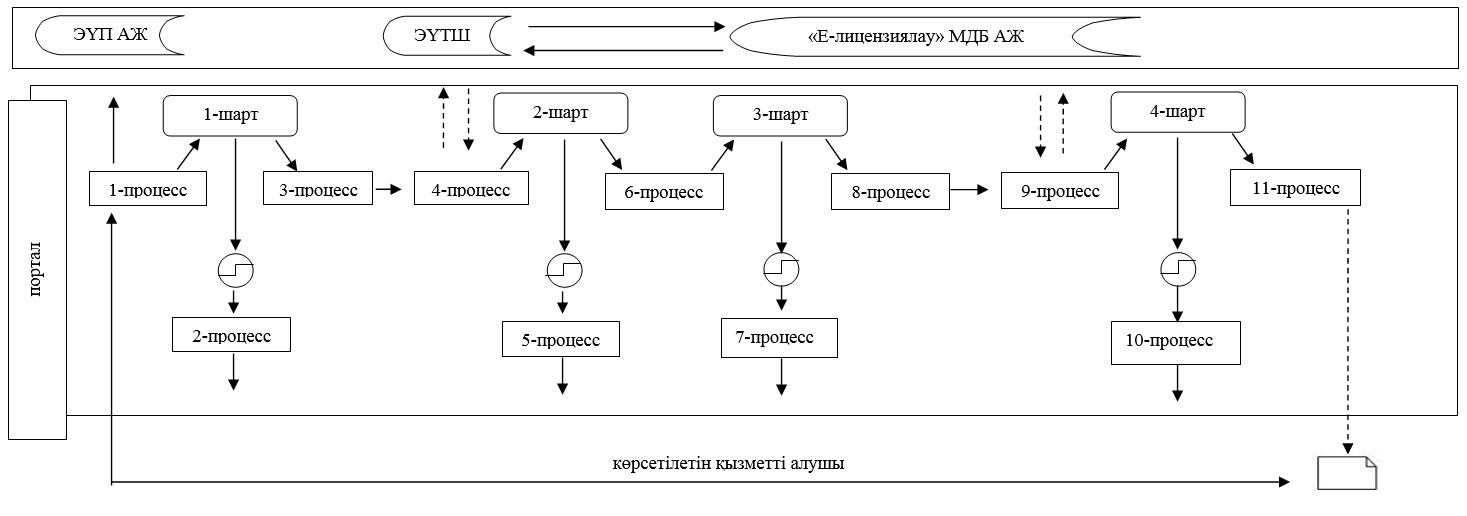 ЭҮП АЖ
ЭҮТШ
«Е-лицензиялау» МДБ АЖ
1-шарт
2-шарт
3-шарт
4-шарт
1-процесс
3-процесс
4-процесс
6-процесс
8-процесс
9-процесс
11-процесс
портал
2-процесс
5-процесс
7-процесс
10-процесс
көрсетілетін қызметті алушы